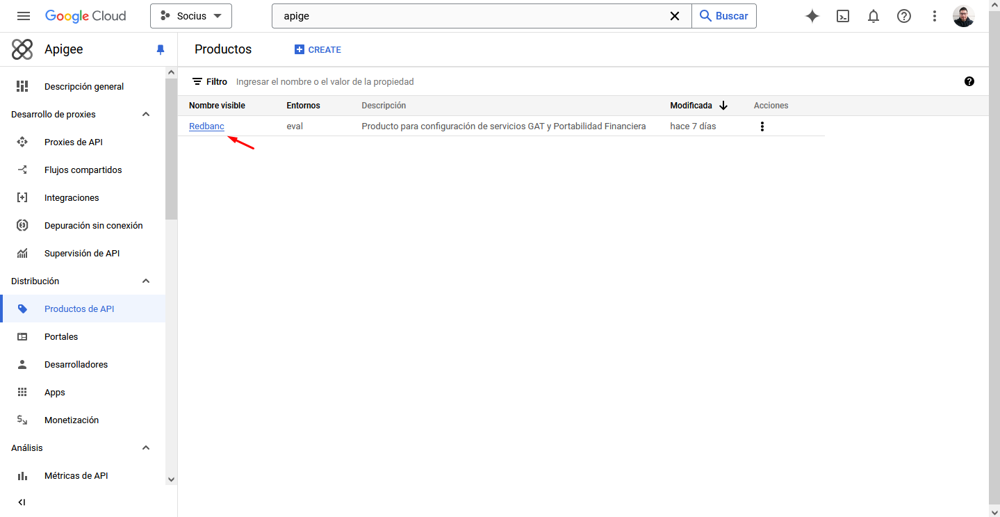 Google Cloud
Socius
apige
Buscar
Apigee
Productos
CREATE
Descripción general
Desarrollo de proxies
Proxies de API
Flujos compartidos
Integraciones
Depuración sin conexión
Supervisión de API
Distribución
Productos de API
Portales
Desarrolladores
Apps
Monetización
Análisis
Métricas de API
Filtro Ingresar el nombre o el valor de la propiedad
Nombre visible Entornos Descripción Modificada Acciones
Redbanc eval Producto para configuración de servicios GAT y Portabilidad Financiera hace 7 días